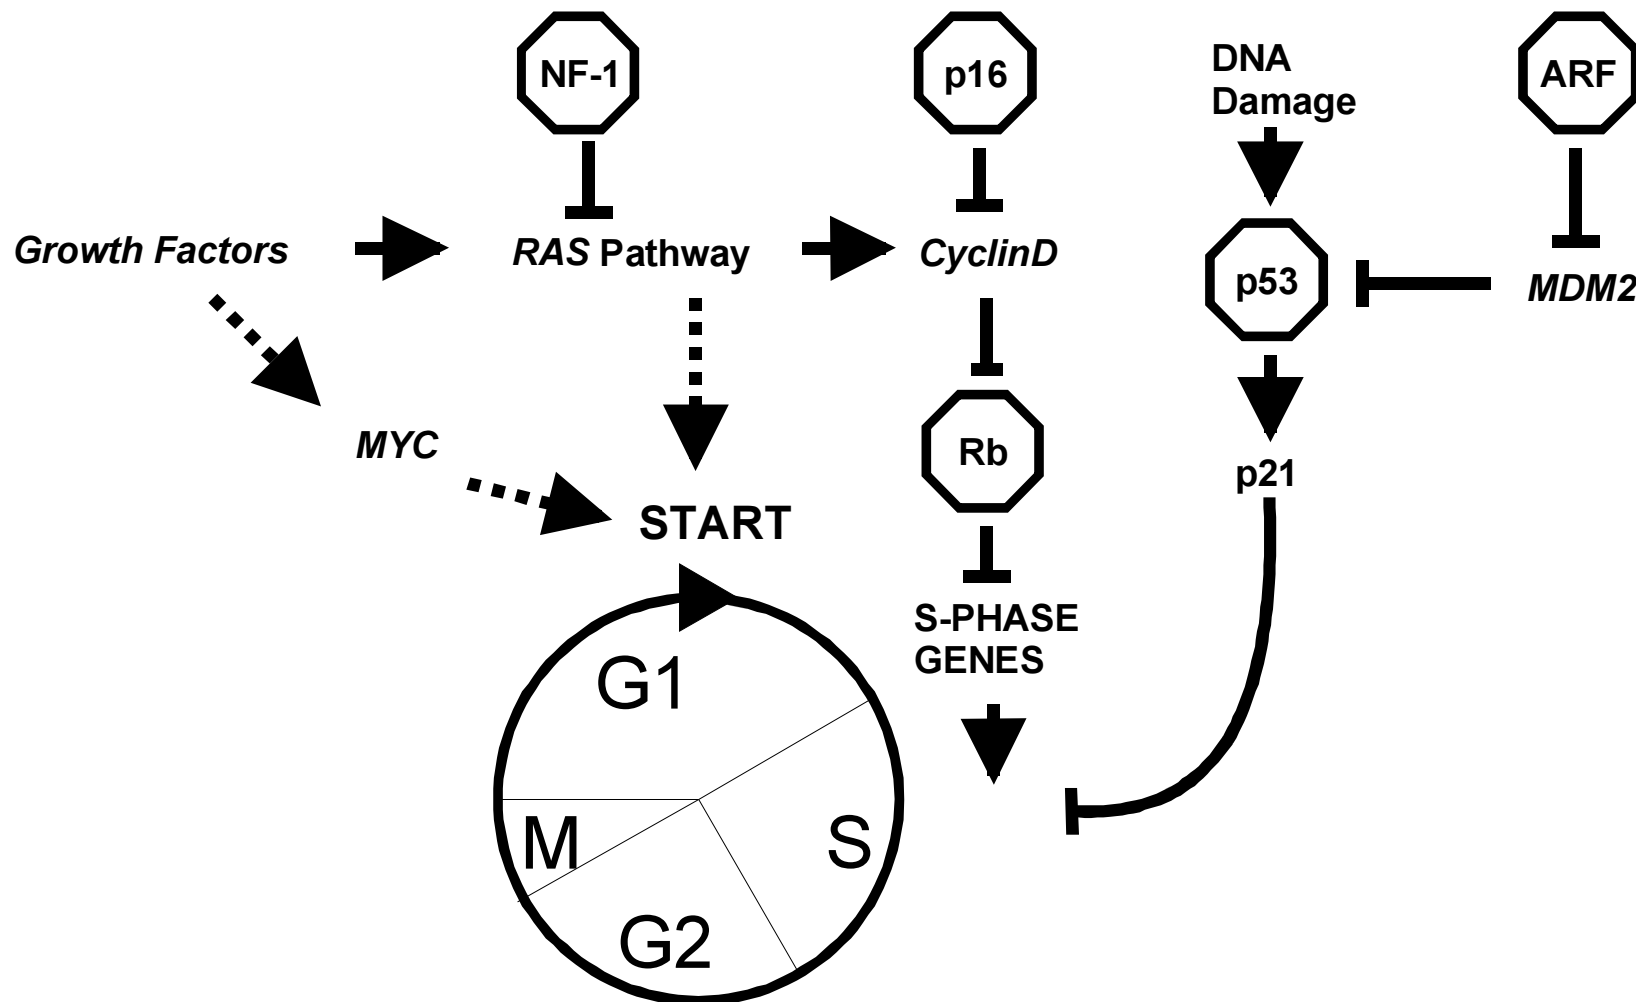 NF-1
p16
DNA
Damage
ARF
Growth Factors
RAS Pathway
CyclinD
p53
MDM2
MYC
Rb
p21
START
S-PHASE
GENES
G1
M
S
G2